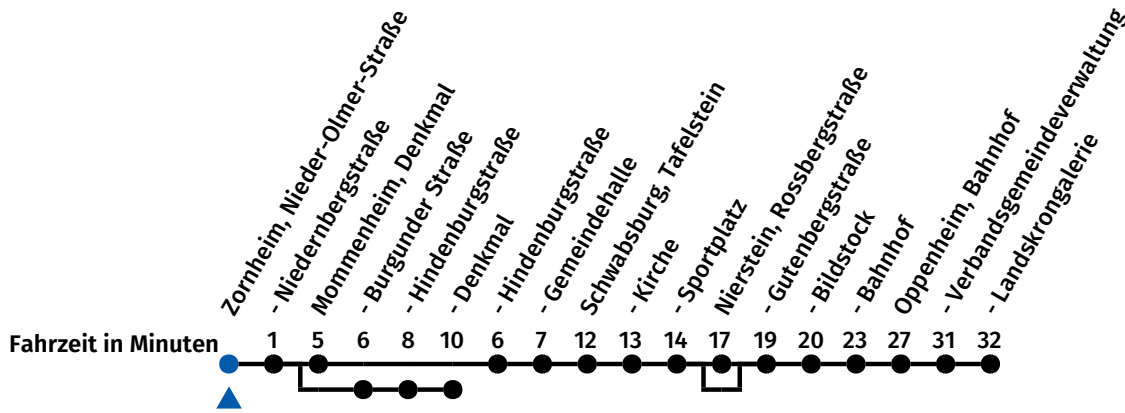 Zornheim, Nieder-Olmer-Straße
- Niedernbergstraße
Mommenheim, Denkmal
- Burgunder Straße
- Hindenburgstraße
- Denkmal
- Hindenburgstraße
- Gemeindehalle
Schwabsburg, Tafelstein
- Kirche
- Sportplatz
Nierstein, Rossbergstraße
- Gutenbergstraße
- Bildstock
- Bahnhof
Oppenheim, Bahnhof
- Verbandsgemeindeverwaltung
- Landskrongalerie
Fahrzeit in Minuten 1 5 6 8 10 6 7 12 13 14 17 19 20 23 27 31 32